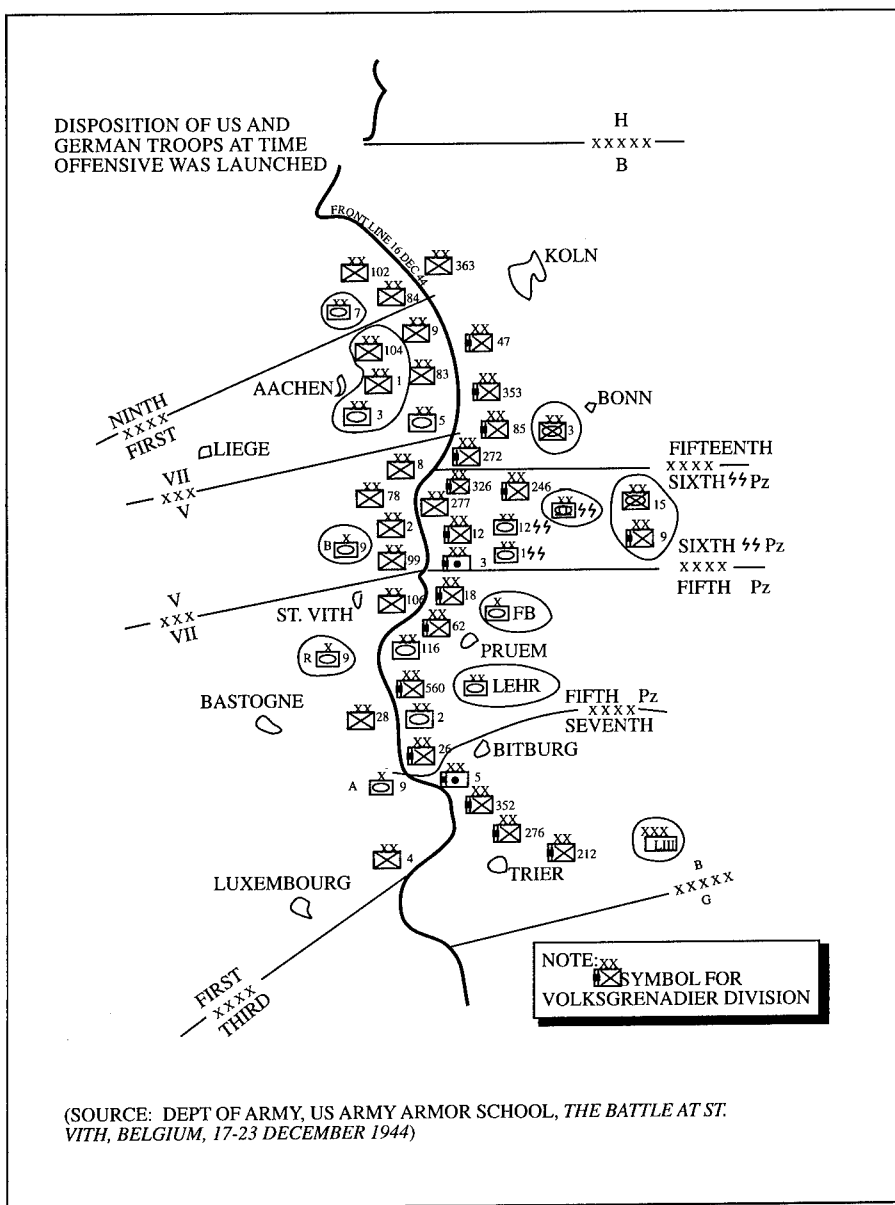 DISPOSITION OF US AND
GERMAN TROOPS AT TIME
OFFENSIVE WAS LAUNCHED
H
XXXXX
B
FRONT LINE 16 DEC 44
XX
102
XX
363
KOLN
XX
84
XX
7
XX
9
XX
47
XX
104
XX
1
XX
83
AACHEN
XX
353
BONN
XX
3
XX
5
XX
85
XX
3
NINTH
XXXX
FIRST
LIEGE
XX
272
FIFTEENTH
XXXX
SIXTH ϟϟ Pz
VII
XXX
V
XX
8
XX
326
XX
246
XX
78
XX
277
XX
ϟϟ
XX
15
XX
2
XX
12
XX
12 ϟϟ
XX
9
X
B
9
XX
99
XX
3
XX
1 ϟϟ
SIXTH ϟϟ Pz
XXXX
FIFTH Pz
V
XXX
VII
ST. VITH
XX
106
XX
18
X
FB
XX
62
PRUEM
X
R
9
XX
116
BASTOGNE
XX
560
XX
LEHR
XX
28
XX
2
FIFTH Pz
XXXX
SEVENTH
XX
26
BITBURG
X
A
9
XX
5
XX
352
XX
276
XX
212
XXX
LIII
XX
4
TRIER
LUXEMBOURG
B
XXXXX
G
FIRST
XXXX
THIRD
NOTE:
XX
SYMBOL FOR
VOLKSGRENADIER DIVISION
(SOURCE: DEPT OF ARMY, US ARMY ARMOR SCHOOL, THE BATTLE AT ST.
VITH, BELGIUM, 17-23 DECEMBER 1944)